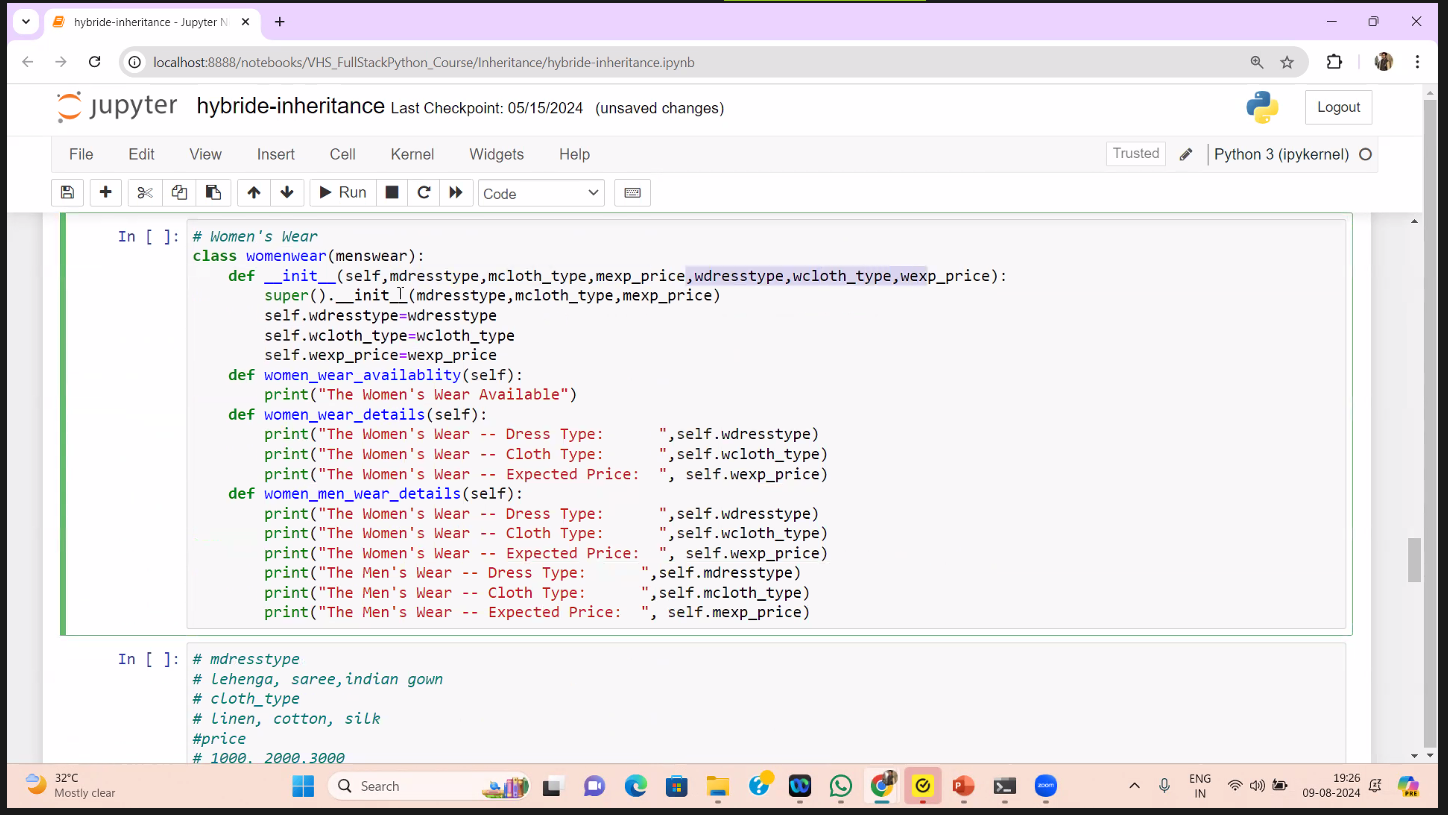 hybride-inheritance - Jupyter N
localhost:8888/notebooks/VHS_FullStackPython_Course/Inheritance/hybride-inheritance.ipynb
jupyter hybride-inheritance Last Checkpoint: 05/15/2024 (unsaved changes)
Logout
File Edit View Insert Cell Kernel Widgets Help
Trusted Python 3 (ipykernel)
Run Code
In [ ]:
# Women's Wear
class womenwear(menswear):
    def __init__(self,mdresstype,mcloth_type,mexp_price,wdresstype,wcloth_type,wexp_price):
        super().__init__(mdresstype,mcloth_type,mexp_price)
        self.wdresstype=wdresstype
        self.wcloth_type=wcloth_type
        self.wexp_price=wexp_price
    def women_wear_availablity(self):
        print("The Women's Wear Available")
    def women_wear_details(self):
        print("The Women's Wear -- Dress Type:      ",self.wdresstype)
        print("The Women's Wear -- Cloth Type:      ",self.wcloth_type)
        print("The Women's Wear -- Expected Price:  ", self.wexp_price)
    def women_men_wear_details(self):
        print("The Women's Wear -- Dress Type:      ",self.wdresstype)
        print("The Women's Wear -- Cloth Type:      ",self.wcloth_type)
        print("The Women's Wear -- Expected Price:  ", self.wexp_price)
        print("The Men's Wear -- Dress Type:      ",self.mdresstype)
        print("The Men's Wear -- Cloth Type:      ",self.mcloth_type)
        print("The Men's Wear -- Expected Price:  ", self.mexp_price)
In [ ]:
# mdresstype
# lehenga, saree,indian gown
# cloth_type
# linen, cotton, silk
#price
# 1000, 2000,3000
32°C
Mostly clear
Search
zoom
ENG
IN
19:26
09-08-2024
PRE